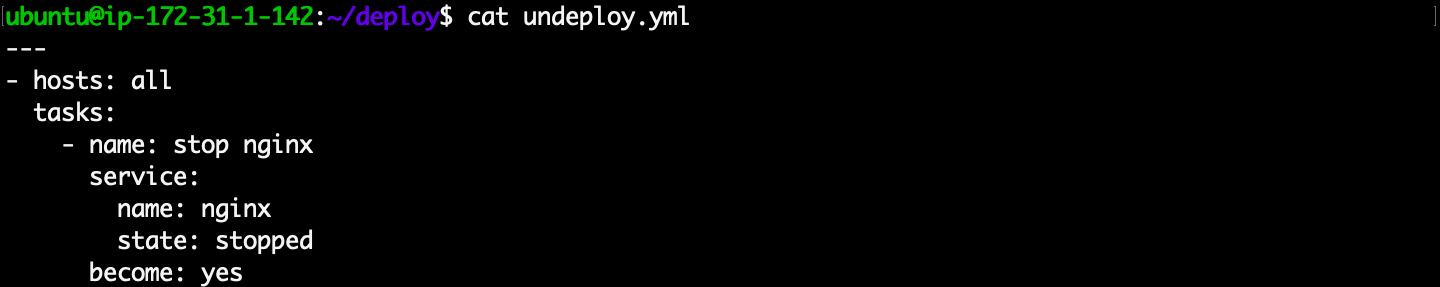 [ubuntu@ip-172-31-1-142:~/deploy$ cat undeploy.yml ]
---
- hosts: all
  tasks:
    - name: stop nginx
      service:
        name: nginx
        state: stopped
      become: yes